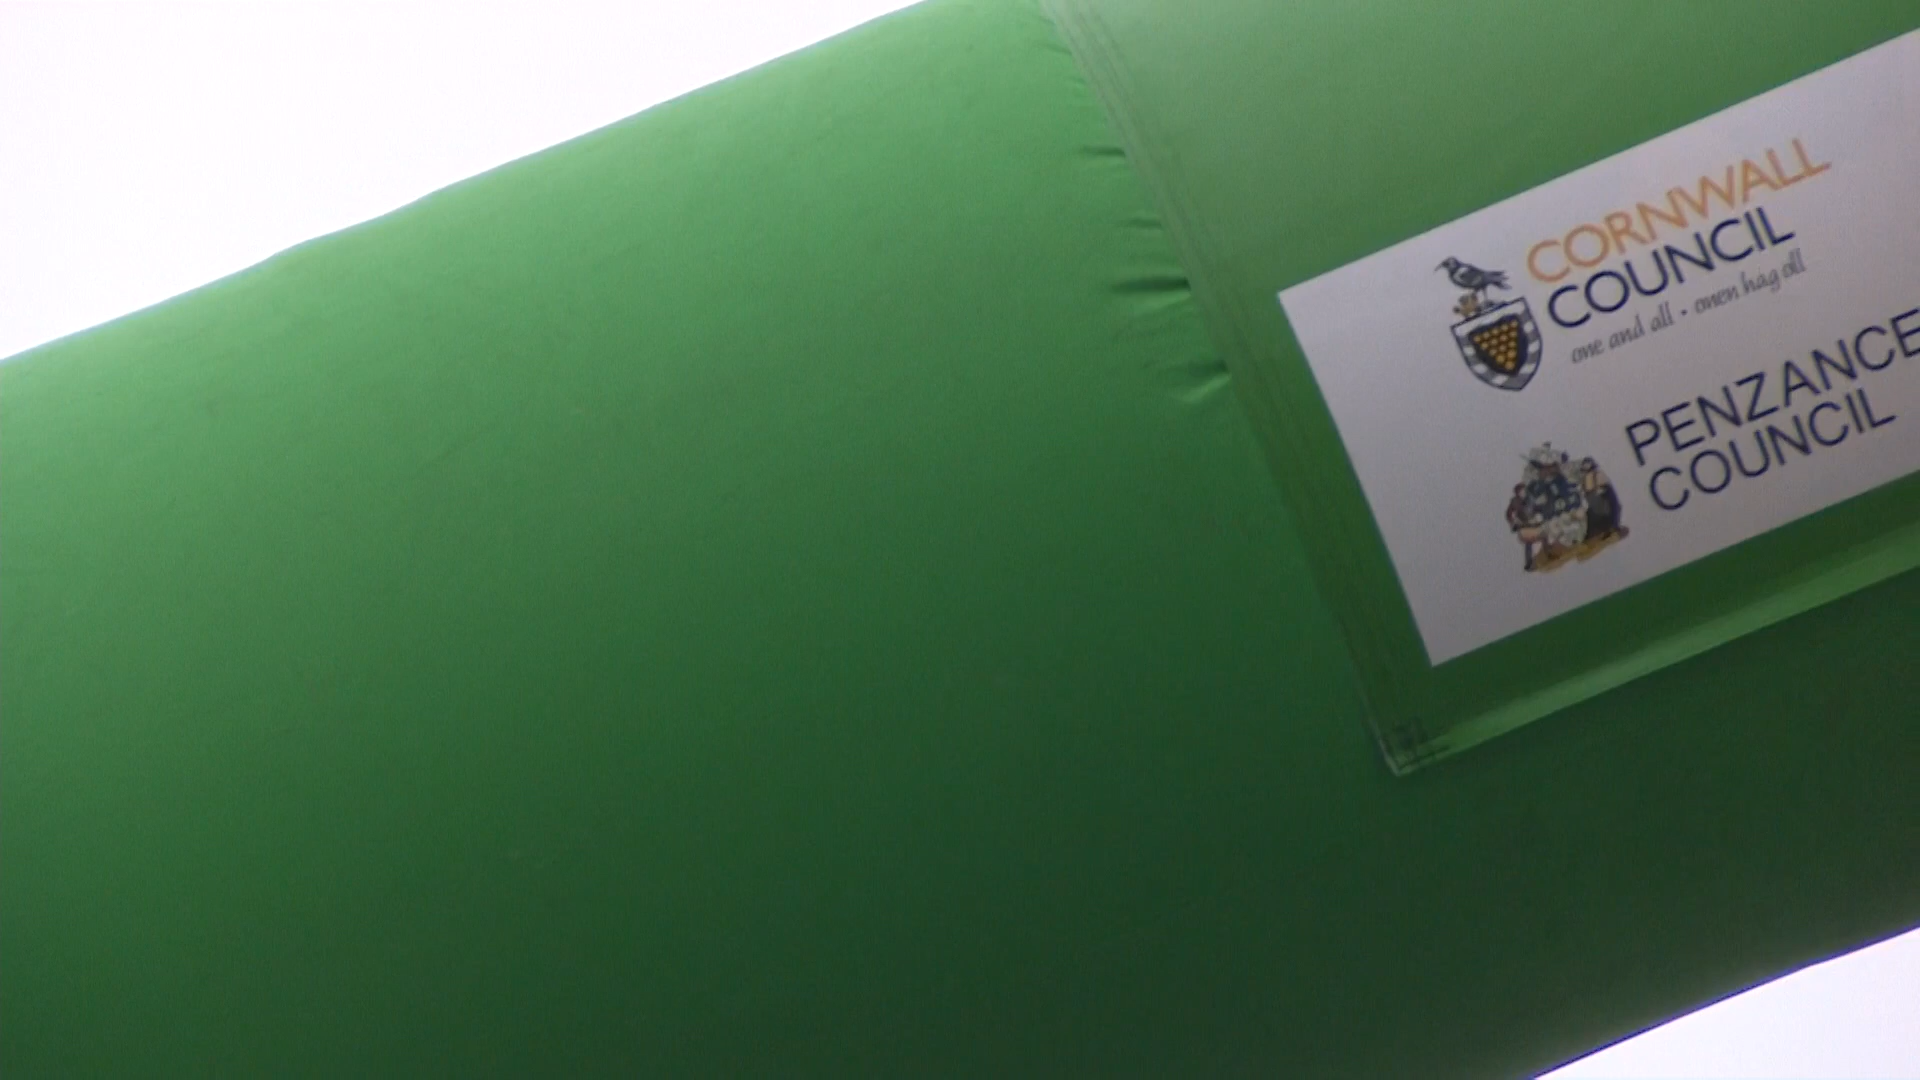 CORNWALL
COUNCIL
one and all • onen hag oll
PENZANCE
COUNCIL